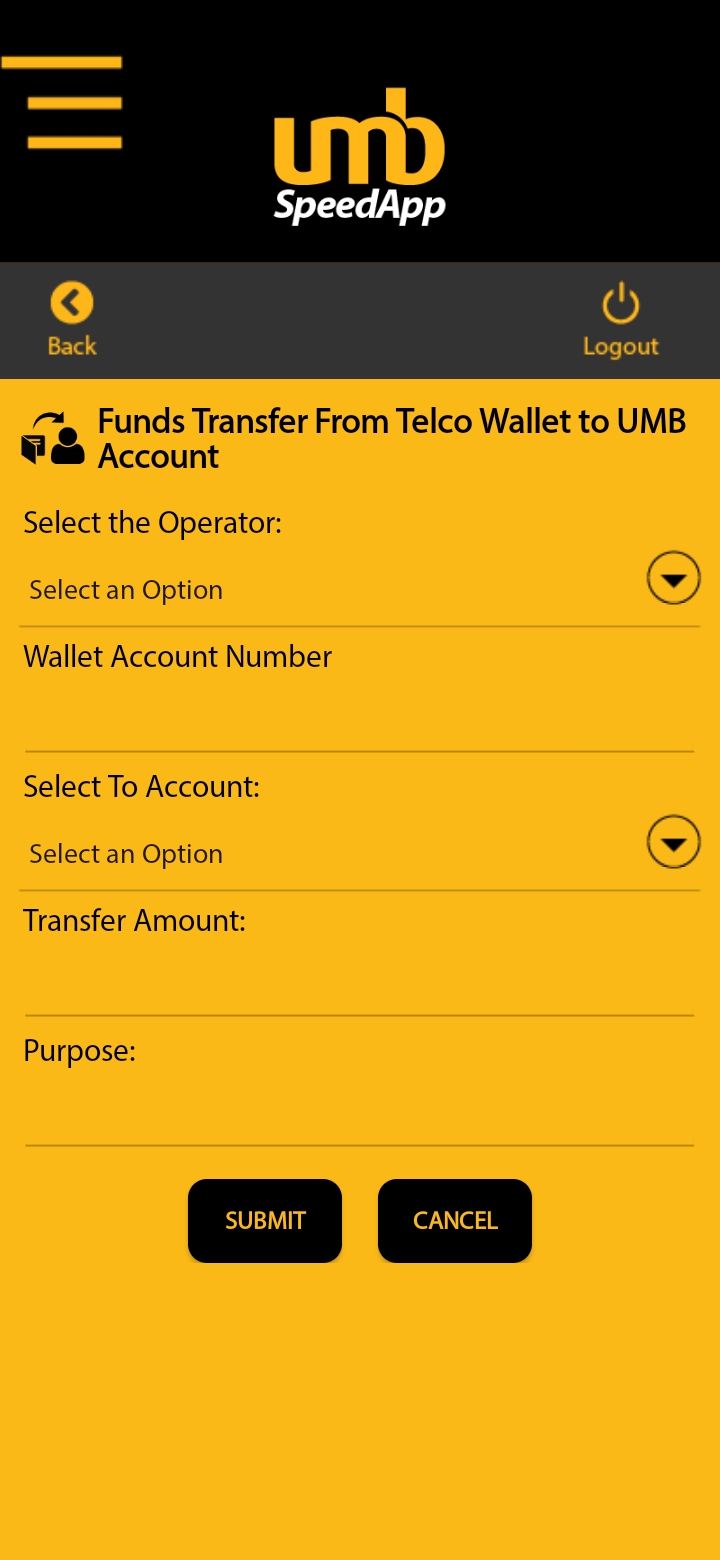 umb
SpeedApp
Back
Logout
Funds Transfer From Telco Wallet to UMB
Account
Select the Operator:
Select an Option
Wallet Account Number
Select To Account:
Select an Option
Transfer Amount:
Purpose:
SUBMIT
CANCEL